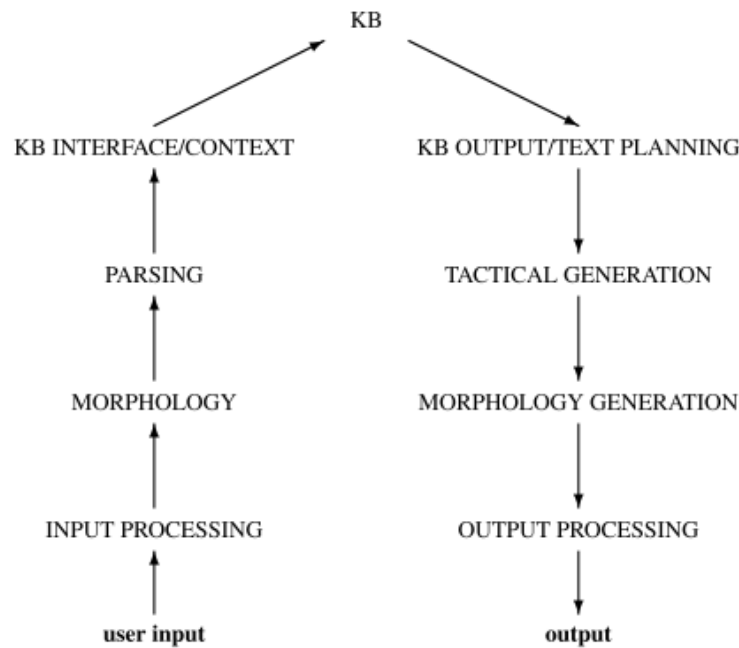 KB
KB INTERFACE/CONTEXT
KB OUTPUT/TEXT PLANNING
PARSING
TACTICAL GENERATION
MORPHOLOGY
MORPHOLOGY GENERATION
INPUT PROCESSING
OUTPUT PROCESSING
user input
output